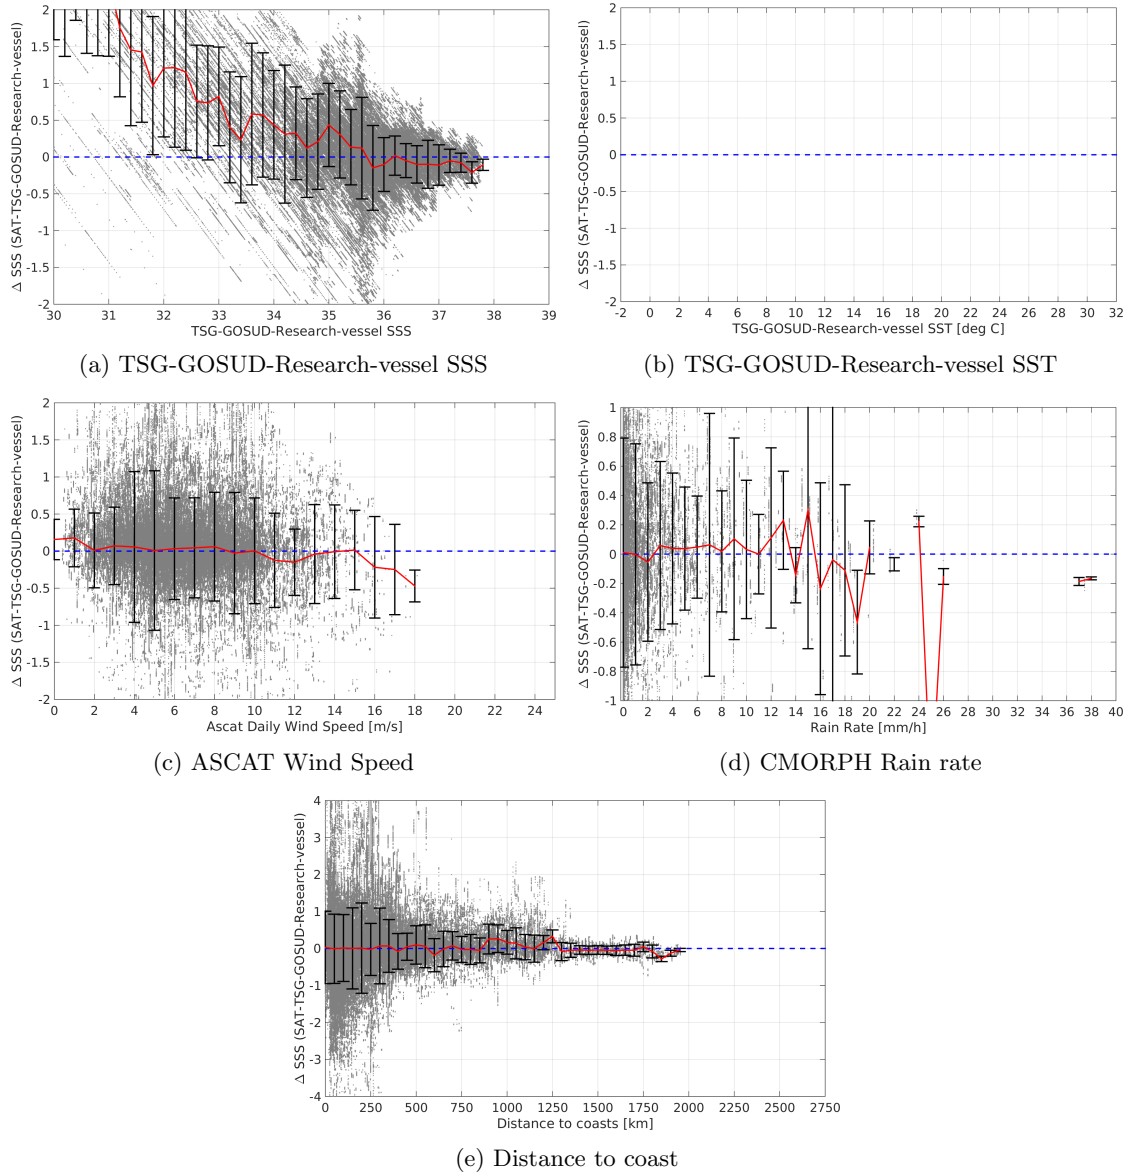 Δ SSS (SAT-TSG-GOSUD-Research-vessel)
2
1.5
1
0.5
0
-0.5
-1
-1.5
-2
30 31 32 33 34 35 36 37 38 39
TSG-GOSUD-Research-vessel SSS
(a) TSG-GOSUD-Research-vessel SSS
Δ SSS (SAT-TSG-GOSUD-Research-vessel)
2
1.5
1
0.5
0
-0.5
-1
-1.5
-2
-2 0 2 4 6 8 10 12 14 16 18 20 22 24 26 28 30 32
TSG-GOSUD-Research-vessel SST [deg C]
(b) TSG-GOSUD-Research-vessel SST
Δ SSS (SAT-TSG-GOSUD-Research-vessel)
2
1.5
1
0.5
0
-0.5
-1
-1.5
-2
0 2 4 6 8 10 12 14 16 18 20 22 24
Ascat Daily Wind Speed [m/s]
(c) ASCAT Wind Speed
Δ SSS (SAT-TSG-GOSUD-Research-vessel)
1
0.8
0.6
0.4
0.2
0
-0.2
-0.4
-0.6
-0.8
-1
0 2 4 6 8 10 12 14 16 18 20 22 24 26 28 30 32 34 36 38 40
Rain Rate [mm/h]
(d) CMORPH Rain rate
Δ SSS (SAT-TSG-GOSUD-Research-vessel)
4
3
2
1
0
-1
-2
-3
-4
0 250 500 750 1000 1250 1500 1750 2000 2250 2500 2750
Distance to coasts [km]
(e) Distance to coast